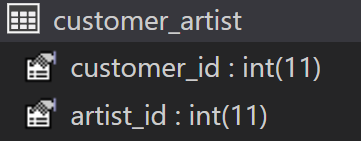 customer_artist
customer_id : int(11)
artist_id : int(11)